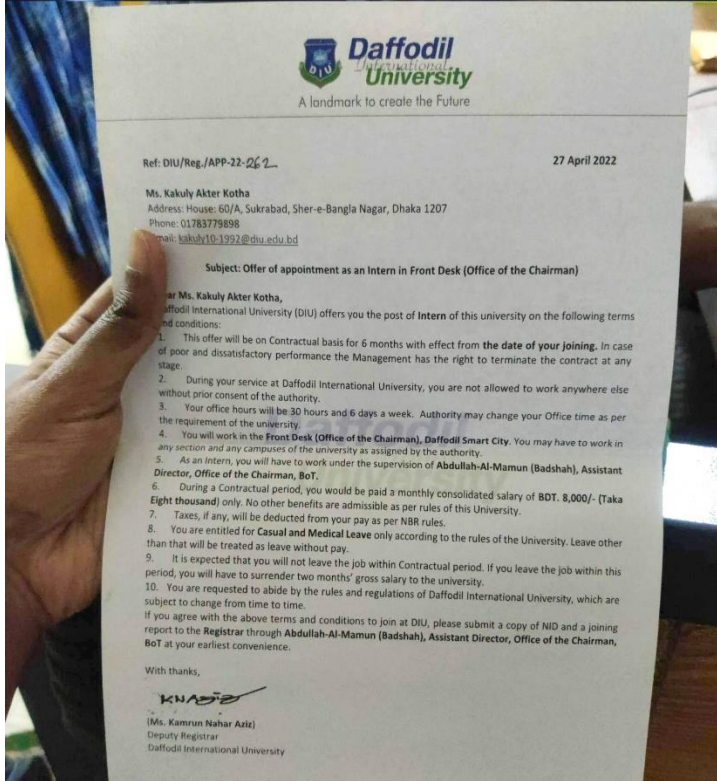 Daffodil
International
University
DIU
A landmark to create the Future
Ref: DIU/Reg./APP-22-262
27 April 2022
Ms. Kakuly Akter Kotha
Address: House: 60/A, Sukrabad, Sher-e-Bangla Nagar, Dhaka 1207
Phone: 01783779898
mail: kakuly10-1992@diu.edu.bd
Subject: Offer of appointment as an Intern in Front Desk (Office of the Chairman)
ar Ms. Kakuly Akter Kotha,
affodil International University (DIU) offers you the post of Intern of this university on the following terms
nd conditions:
1. This offer will be on Contractual basis for 6 months with effect from the date of your joining. In case
of poor and dissatisfactory performance the Management has the right to terminate the contract at any
stage.
2. During your service at Daffodil International University, you are not allowed to work anywhere else
without prior consent of the authority.
3. Your office hours will be 30 hours and 6 days a week. Authority may change your Office time as per
the requirement of the university.
4. You will work in the Front Desk (Office of the Chairman), Daffodil Smart City. You may have to work in
any section and any campuses of the university as assigned by the authority.
5. As an Intern, you will have to work under the supervision of Abdullah-Al-Mamun (Badshah), Assistant
Director, Office of the Chairman, BoT.
6. During a Contractual period, you would be paid a monthly consolidated salary of BDT. 8,000/- (Taka
Eight thousand) only. No other benefits are admissible as per rules of this University.
7. Taxes, if any, will be deducted from your pay as per NBR rules.
8. You are entitled for Casual and Medical Leave only according to the rules of the University. Leave other
than that will be treated as leave without pay.
9. It is expected that you will not leave the job within Contractual period. If you leave the job within this
period, you will have to surrender two months' gross salary to the university.
10. You are requested to abide by the rules and regulations of Daffodil International University, which are
subject to change from time to time.
If you agree with the above terms and conditions to join at DIU, please submit a copy of NID and a joining
report to the Registrar through Abdullah-Al-Mamun (Badshah), Assistant Director, Office of the Chairman,
BoT at your earliest convenience.
With thanks,
KNAziz
(Ms. Kamrun Nahar Aziz)
Deputy Registrar
Daffodil International University